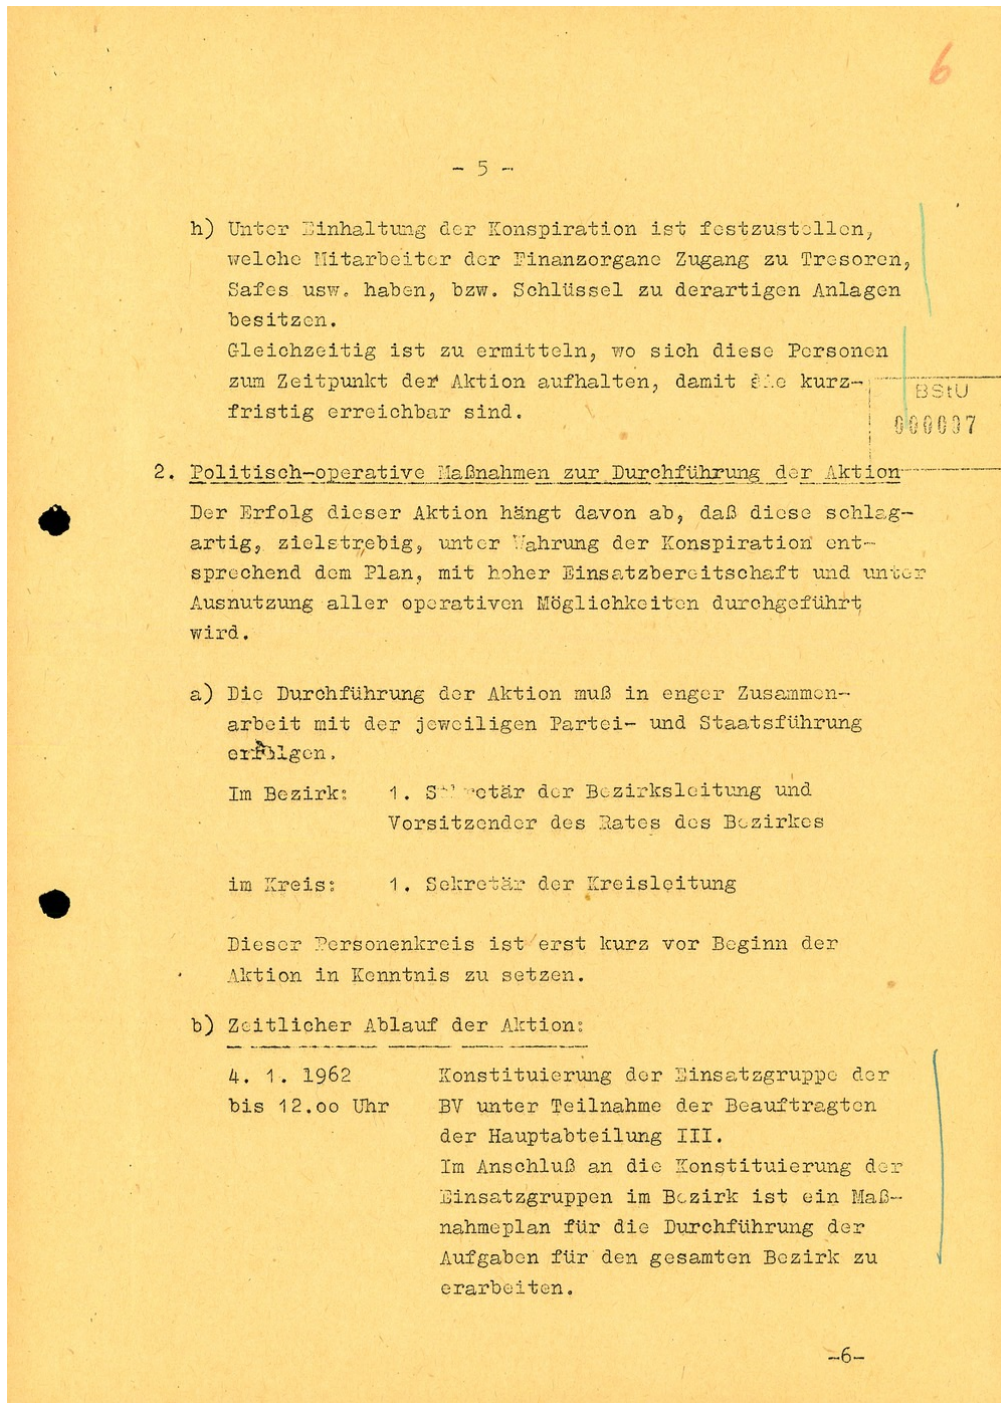 6
- 5 -
h) Unter Einhaltung der Konspiration ist festzustellen,
welche Mitarbeiter der Finanzorgane Zugang zu Tresoren,
Safes usw. haben, bzw. Schlüssel zu derartigen Anlagen
besitzen.
Gleichzeitig ist zu ermitteln, wo sich diese Personen
zum Zeitpunkt der Aktion aufhalten, damit sie kurz-
fristig erreichbar sind.
BStU
000007
2. Politisch-operative Maßnahmen zur Durchführung der Aktion
Der Erfolg dieser Aktion hängt davon ab, daß diese schlag-
artig, zielstrebig, unter Wahrung der Konspiration ent-
sprechend dem Plan, mit hoher Einsatzbereitschaft und unter
Ausnutzung aller operativen Möglichkeiten durchgeführt
wird.
a) Die Durchführung der Aktion muß in enger Zusammen-
arbeit mit der jeweiligen Partei- und Staatsführung
erfolgen.
Im Bezirk: 1. Sekretär der Bezirksleitung und
Vorsitzender des Rates des Bezirkes
im Kreis: 1. Sekretär der Kreisleitung
Dieser Personenkreis ist erst kurz vor Beginn der
Aktion in Kenntnis zu setzen.
b) Zeitlicher Ablauf der Aktion:
4. 1. 1962 Konstituierung der Einsatzgruppe der
bis 12.oo Uhr BV unter Teilnahme der Beauftragten
der Hauptabteilung III.
Im Anschluß an die Konstituierung der
Einsatzgruppen im Bezirk ist ein Maß-
nahmeplan für die Durchführung der
Aufgaben für den gesamten Bezirk zu
erarbeiten.
-6-